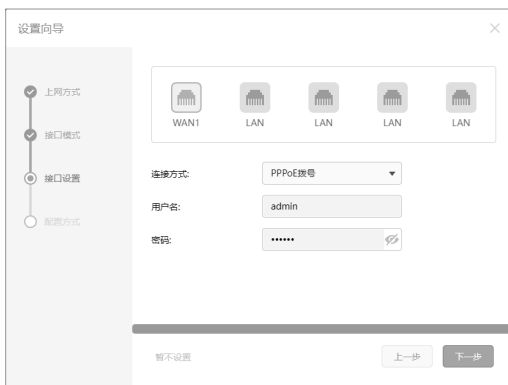 设置向导
上网方式
接口模式
接口设置
配置方式
WAN1 LAN LAN LAN LAN
连接方式: PPPoE拨号
用户名: admin
密码: ••••••
暂不设置 上一步 下一步